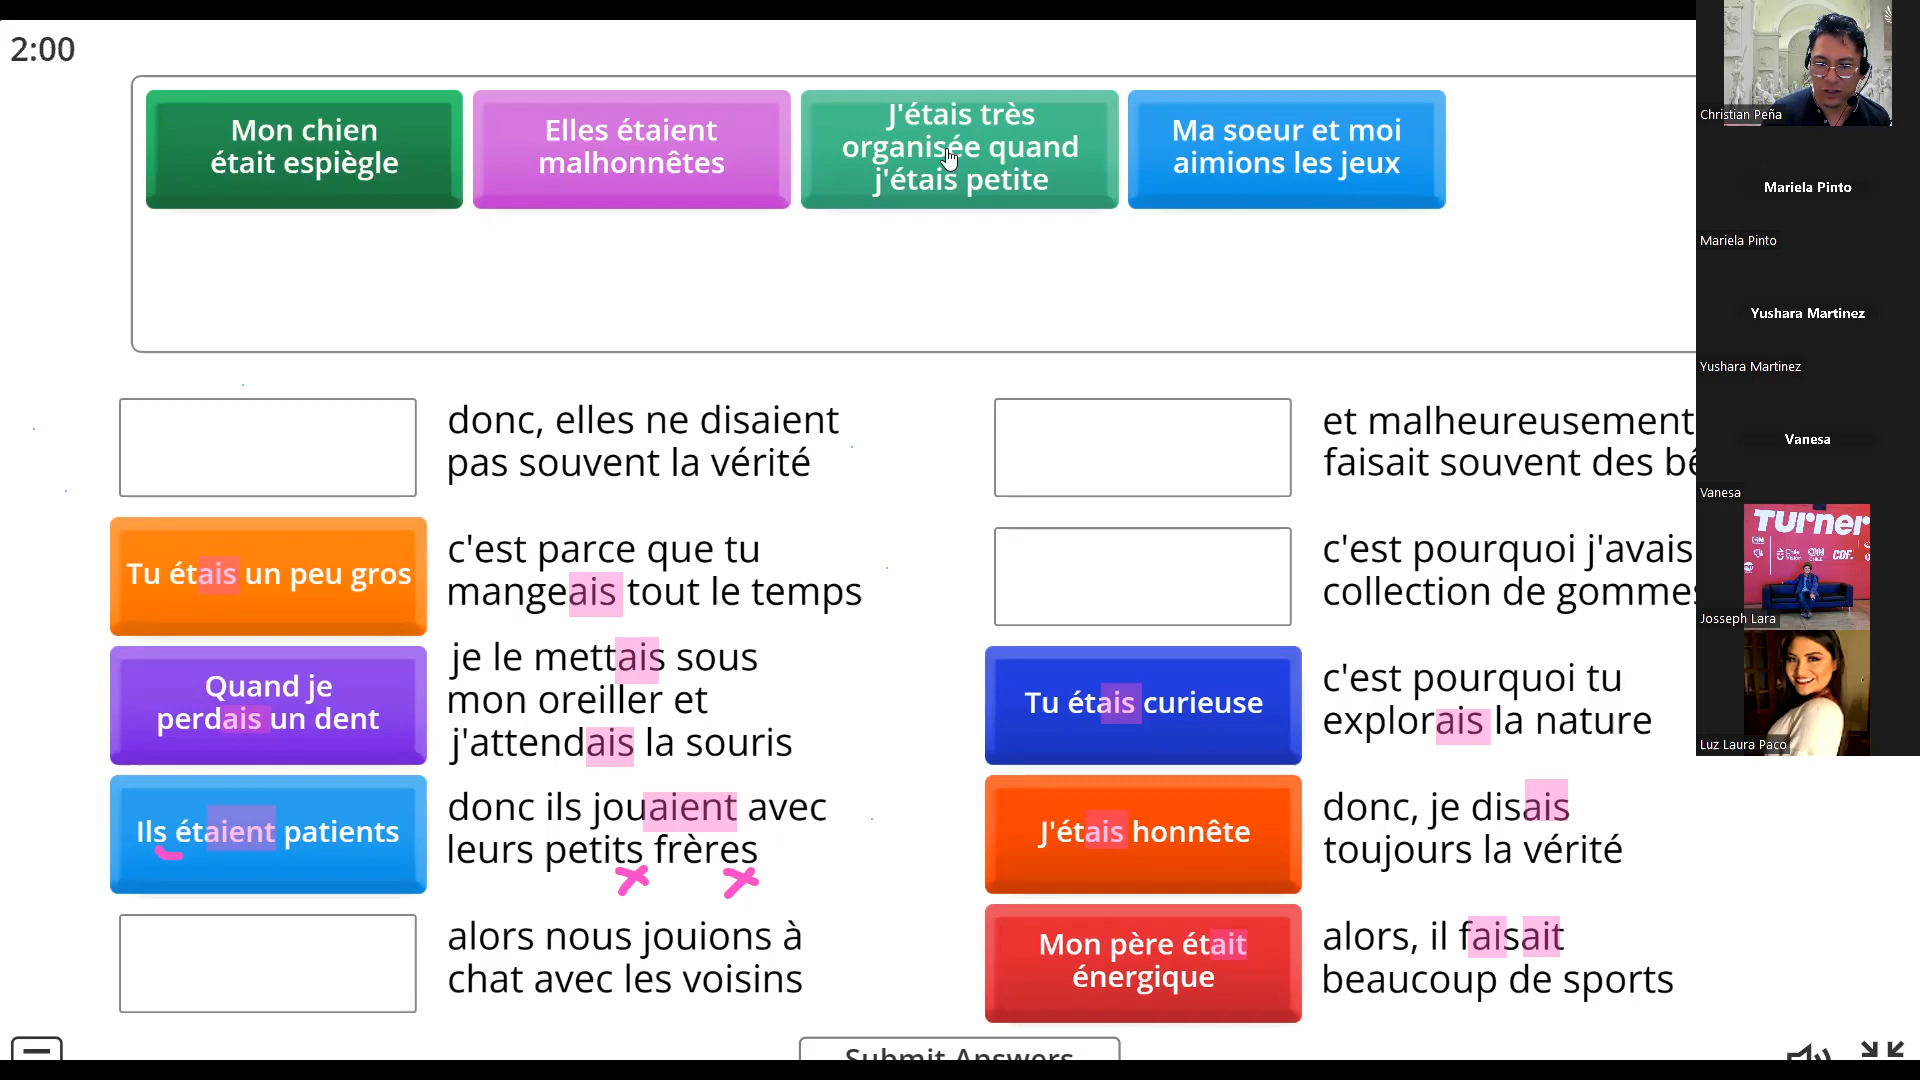 2:00
Mon chien
était espiègle
Elles étaient
malhonnêtes
J'étais très
organisée quand
j'étais petite
Ma soeur et moi
aimions les jeux
donc, elles ne disaient
pas souvent la vérité
et malheureusement
faisait souvent des
Tu étais un peu gros
c'est parce que tu
mangeais tout le temps
c'est pourquoi j'avais
collection de gommes
Quand je
perdais un dent
je le mettais sous
mon oreiller et
j'attendais la souris
Tu étais curieuse
c'est pourquoi tu
explorais la nature
Ils étaient patients
donc ils jouaient avec
leurs petits frères
J'étais honnête
donc, je disais
toujours la vérité
alors nous jouions à
chat avec les voisins
Mon père était
énergique
alors, il faisait
beaucoup de sports
Submit Answers
Christian Peña
Mariela Pinto
Mariela Pinto
Yushara Martinez
Yushara Martinez
Vanesa
Vanesa
Turner
CDF.
Josseph Lara
Luz Laura Paco